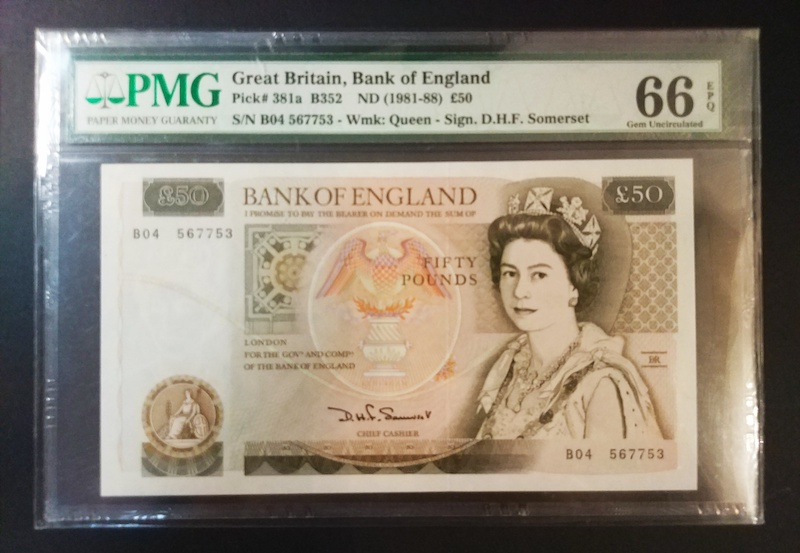 PMG
PAPER MONEY GUARANTY
Great Britain, Bank of England
Pick# 381a B352 ND (1981-88) £50
S/N B04 567753 - Wmk: Queen - Sign. D.H.F. Somerset
66 EPQ
Gem Uncirculated
£50
BANK OF ENGLAND
£50
I PROMISE TO PAY THE BEARER ON DEMAND THE SUM OF
B04 567753
FIFTY
POUNDS
LONDON
FOR THE GOVR AND COMPA
OF THE BANK OF ENGLAND
ER
D.H.F. Somerset
CHIEF CASHIER
B04 567753
£50